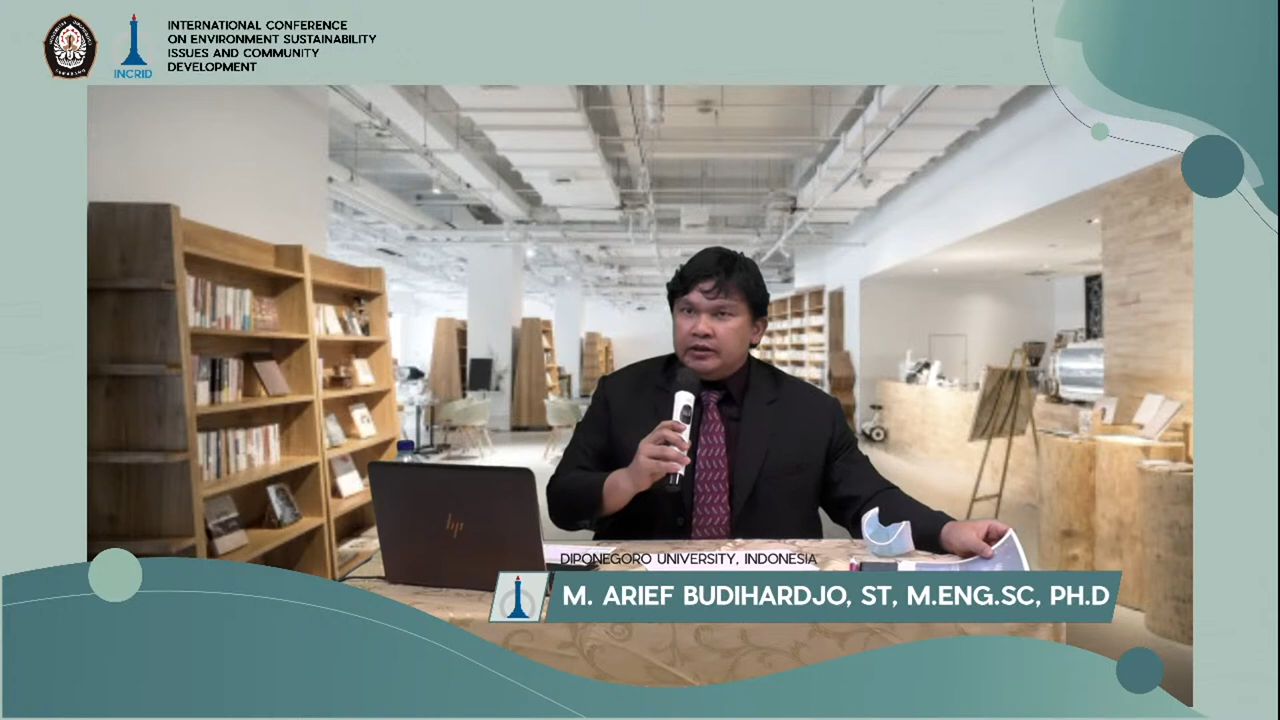 INTERNATIONAL CONFERENCE
ON ENVIRONMENT SUSTAINABILITY
ISSUES AND COMMUNITY
DEVELOPMENT
INCRID
hp
DIPONEGORO UNIVERSITY, INDONESIA
M. ARIEF BUDIHARDJO, ST, M.ENG.SC, PH.D